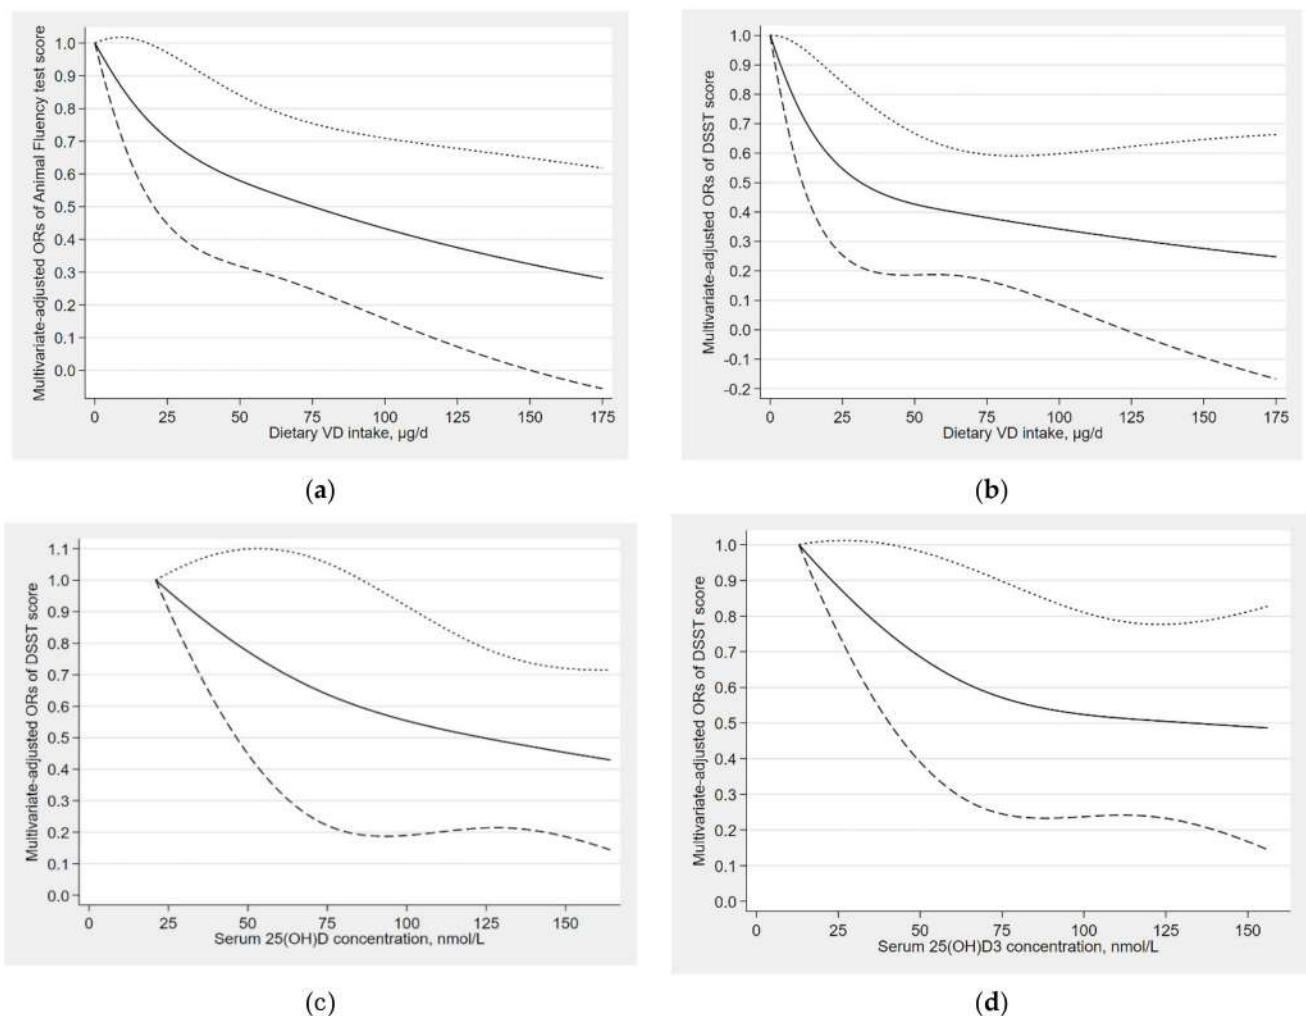 Multivariate-adjusted ORs of Animal Fluency test score
1.0
0.9
0.8
0.7
0.6
0.5
0.4
0.3
0.2
0.1
0.0
0 25 50 75 100 125 150 175
Dietary VD intake, µg/d
(a)
Multivariate-adjusted ORs of DSST score
1.0
0.9
0.8
0.7
0.6
0.5
0.4
0.3
0.2
0.1
0.0
-0.1
-0.2
0 25 50 75 100 125 150 175
Dietary VD intake, µg/d
(b)
Multivariate-adjusted ORs of DSST score
1.1
1.0
0.9
0.8
0.7
0.6
0.5
0.4
0.3
0.2
0.1
0.0
0 25 50 75 100 125 150
Serum 25(OH)D concentration, nmol/L
(c)
Multivariate-adjusted ORs of DSST score
1.0
0.9
0.8
0.7
0.6
0.5
0.4
0.3
0.2
0.1
0.0
0 25 50 75 100 125 150
Serum 25(OH)D3 concentration, nmol/L
(d)